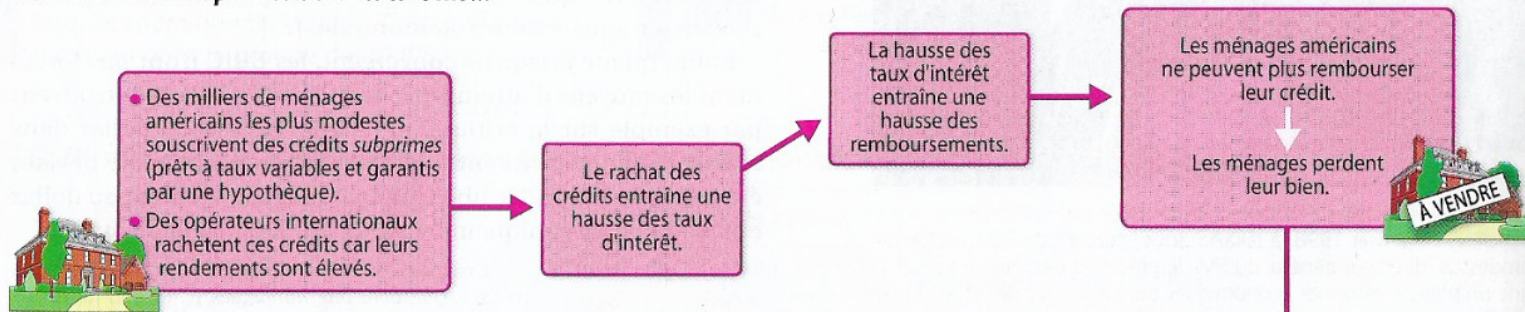 • Des milliers de ménages
américains les plus modestes
souscrivent des crédits subprimes
(prêts à taux variables et garantis
par une hypothèque).
• Des opérateurs internationaux
rachètent ces crédits car leurs
rendements sont élevés.
Le rachat des
crédits entraîne une
hausse des taux
d'intérêt.
La hausse des
taux d'intérêt
entraîne une
hausse des
remboursements.
Les ménages américains
ne peuvent plus rembourser
leur crédit.
Les ménages perdent
leur bien.
À VENDRE